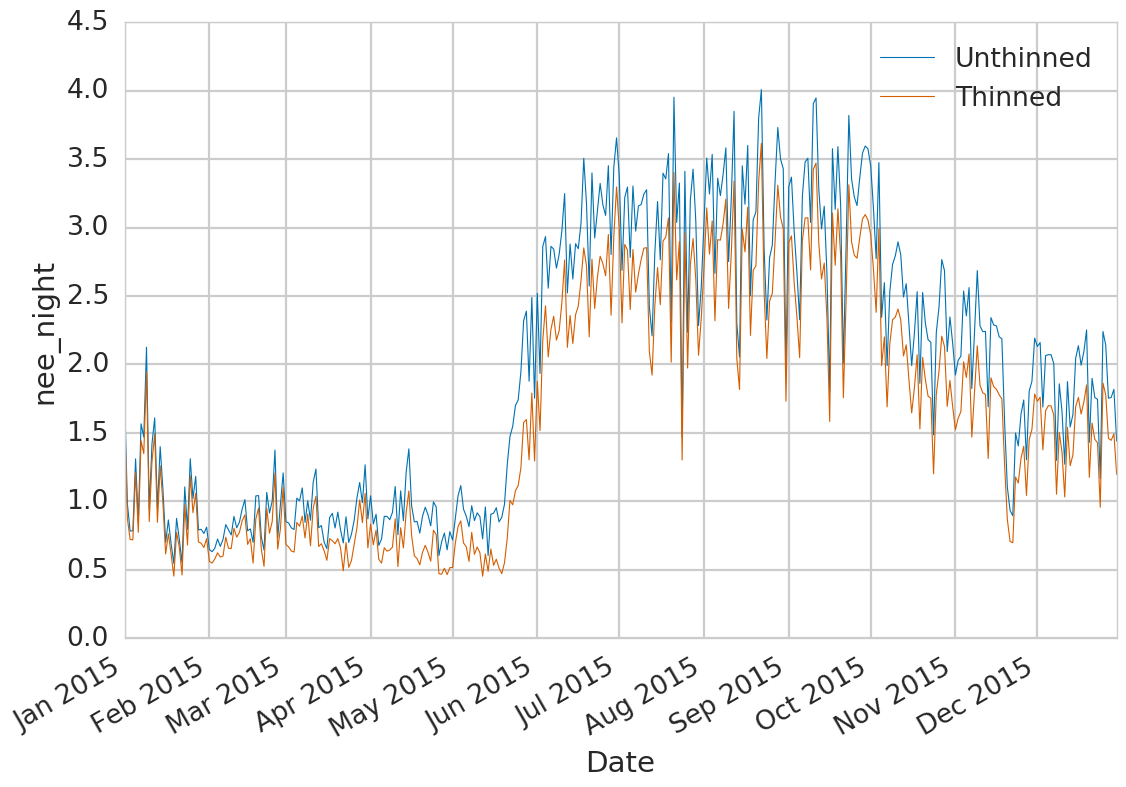 4.5
4.0
3.5
3.0
2.5
2.0
1.5
1.0
0.5
0.0
nee_night
Unthinned
Thinned
Jan 2015
Feb 2015
Mar 2015
Apr 2015
May 2015
Jun 2015
Jul 2015
Aug 2015
Sep 2015
Oct 2015
Nov 2015
Dec 2015
Date